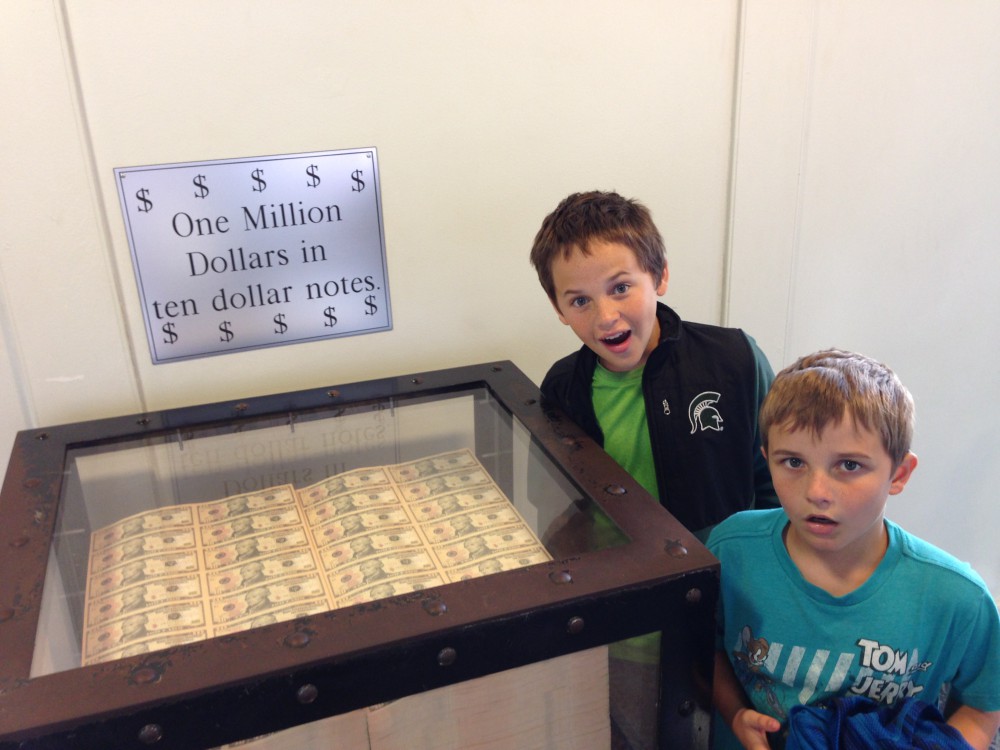 $ $ $ $ $
One Million
Dollars in
ten dollar notes.
$ $ $ $ $
TOM
JERRY